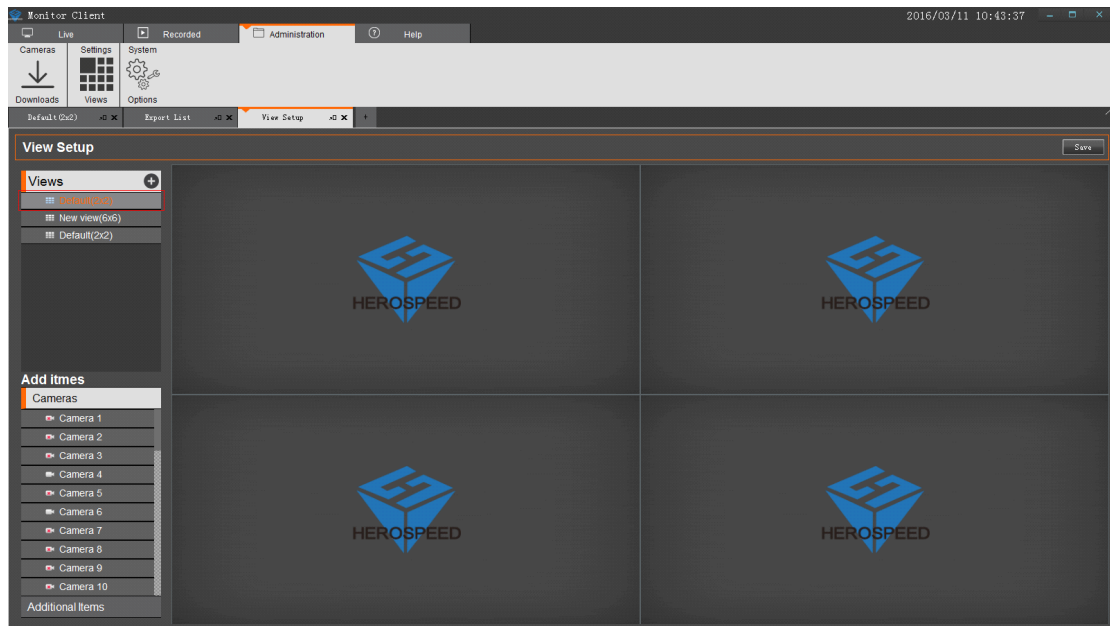 Monitor Client 2016/03/11 10:43:37
Live Recorded Administration Help
Cameras Settings System
Downloads Views Options
Default(2x2) Export List View Setup +
View Setup Save
Views
New view(6x6)
Default(2x2)
HEROSPEED HEROSPEED
Add itmes
Cameras
Camera 1
Camera 2
Camera 3
Camera 4
Camera 5
Camera 6
Camera 7
Camera 8
Camera 9
Camera 10
HEROSPEED HEROSPEED
Additional Items